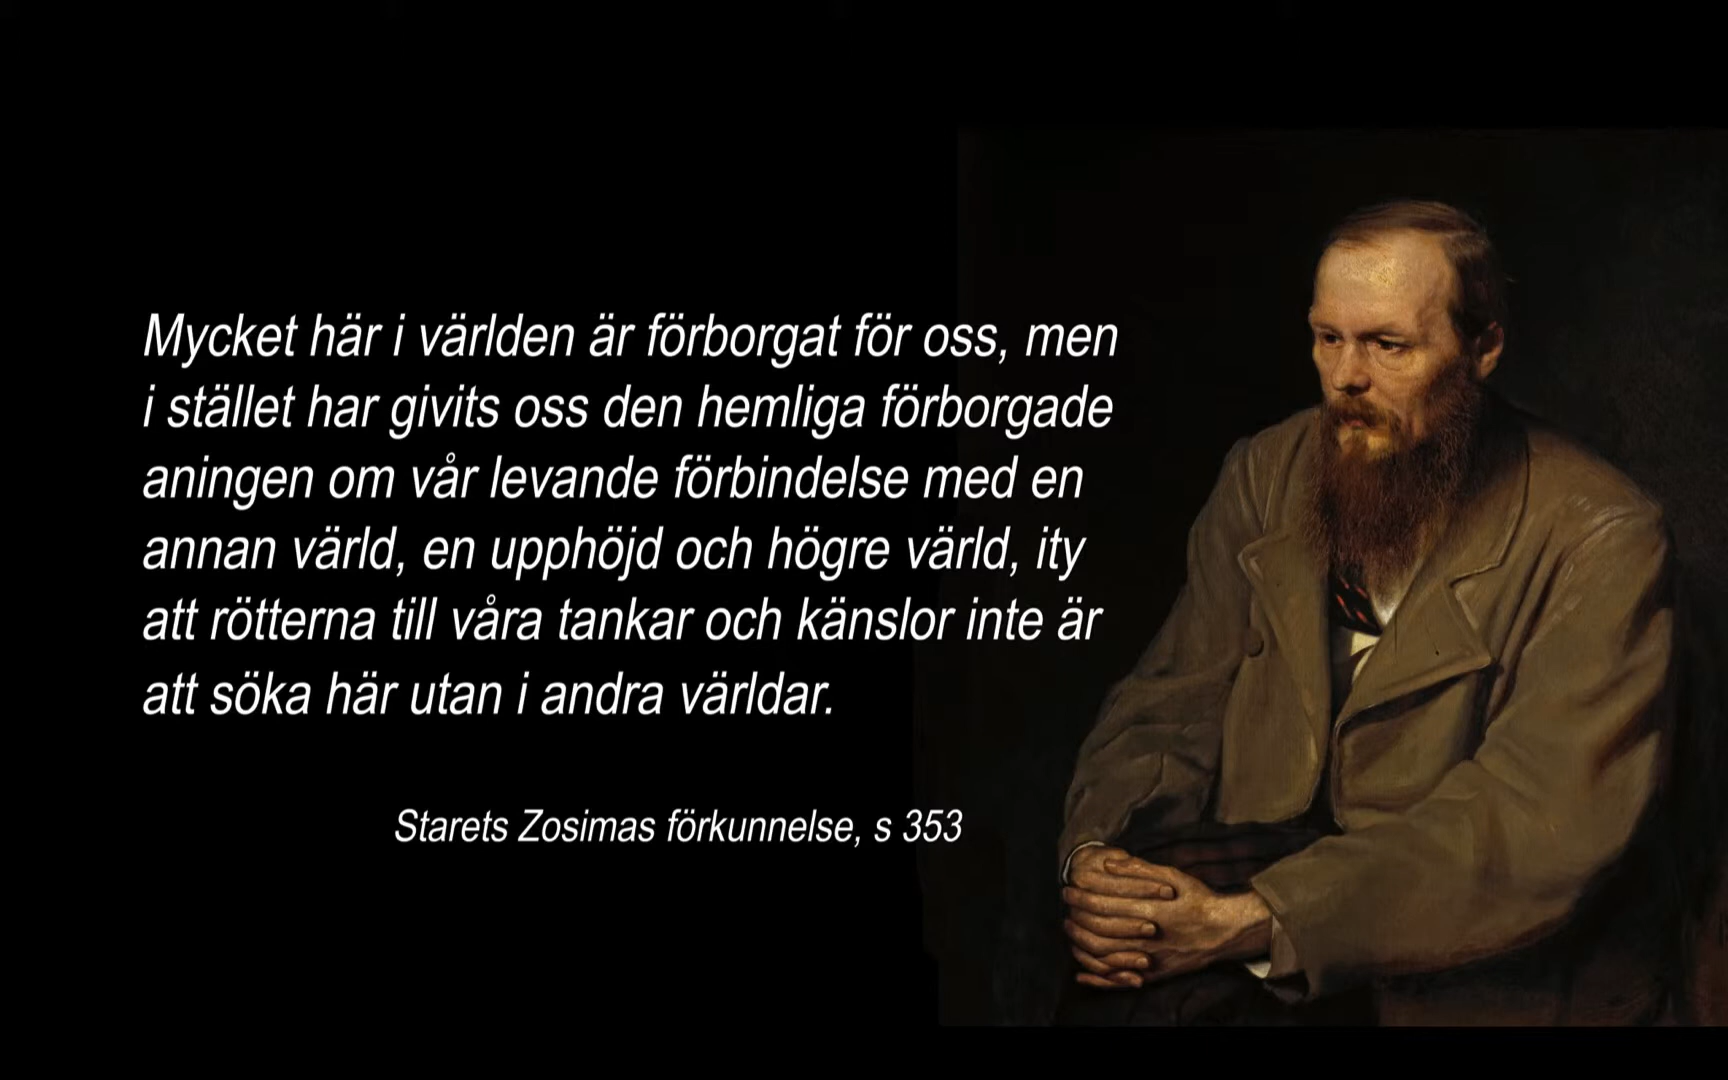 Mycket här i världen är förborgat för oss, men
i stället har givits oss den hemliga förborgade
aningen om vår levande förbindelse med en
annan värld, en upphöjd och högre värld, ity
att rötterna till våra tankar och känslor inte är
att söka här utan i andra världar.
Starets Zosimas förkunnelse, s 353